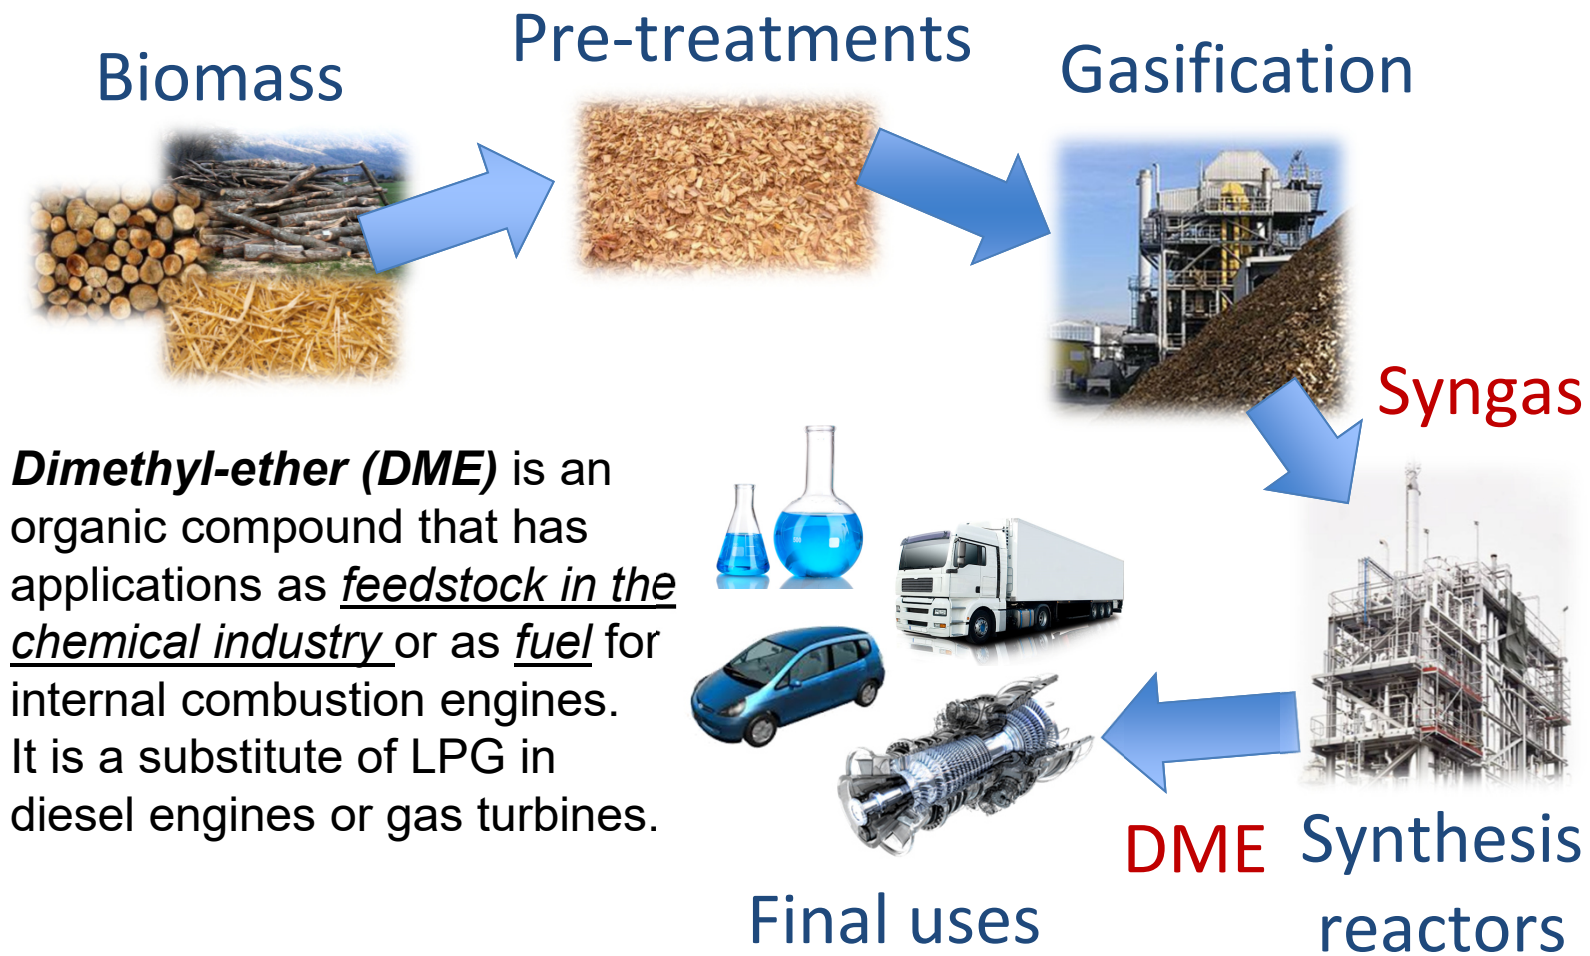 Biomass
Pre-treatments
Gasification
Syngas
Dimethyl-ether (DME) is an
organic compound that has
applications as feedstock in the
chemical industry or as fuel for
internal combustion engines.
It is a substitute of LPG in
diesel engines or gas turbines.
DME
Synthesis
reactors
Final uses